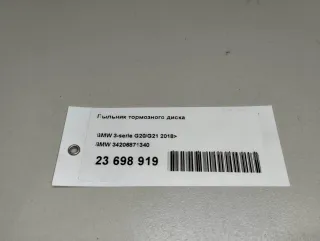 Пыльник тормозного диска
BMW 3-serie G20/G21 2018>
BMW 34206871340
23 698 919